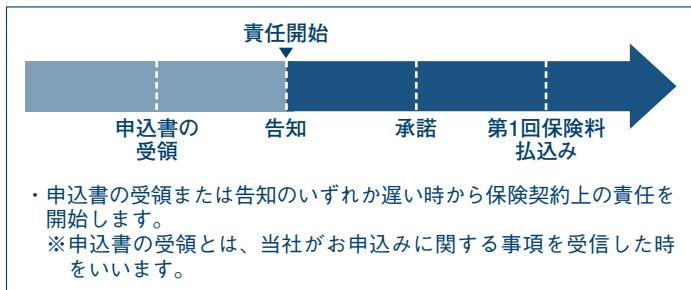 責任開始
申込書の
受領
告知
承諾
第1回保険料
払込み
・申込書の受領または告知のいずれか遅い時から保険契約上の責任を
開始します。
※申込書の受領とは、当社がお申込みに関する事項を受信した時
をいいます。